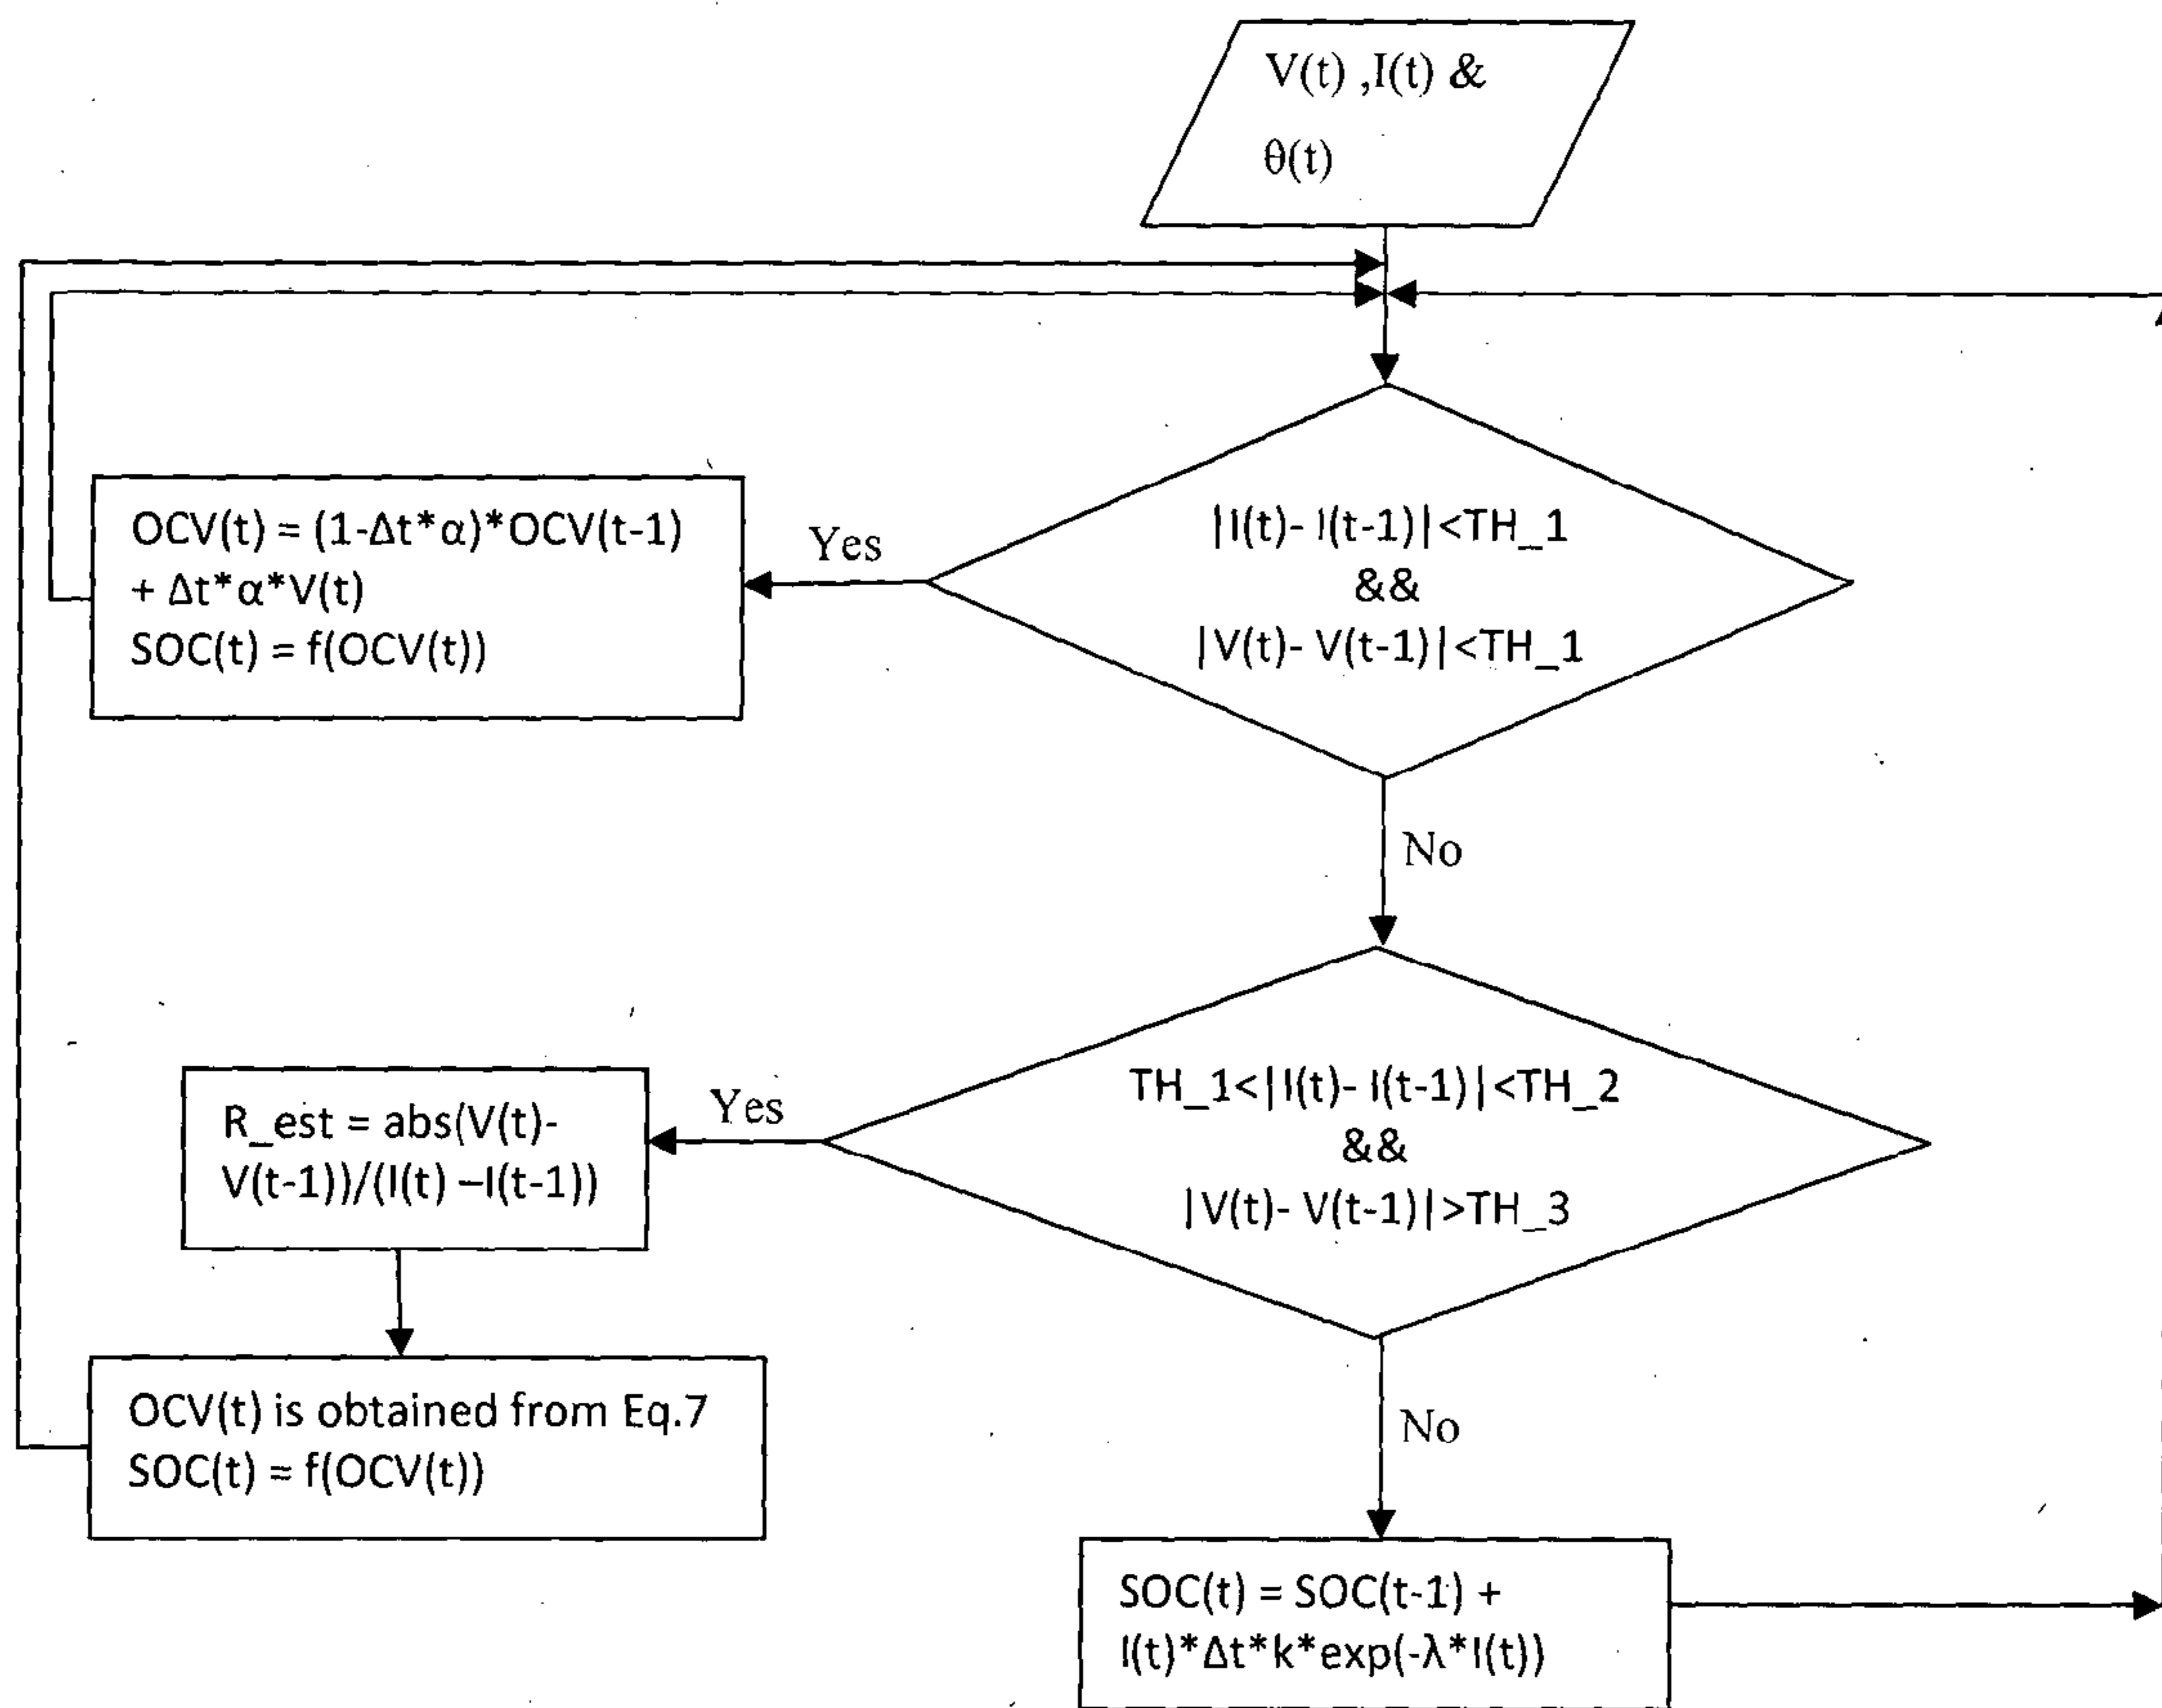 V(t) ,I(t) &
θ(t)
OCV(t) = (1-Δt*α)*OCV(t-1)
+ Δt*α*V(t)
SOC(t) = f(OCV(t))
Yes
|I(t)- I(t-1)|<TH_1
&&
|V(t)- V(t-1)|<TH_1
No
R_est = abs(V(t)-
V(t-1))/(I(t) –I(t-1))
Yes
TH_1<|I(t)- I(t-1)|<TH_2
&&
|V(t)- V(t-1)|>TH_3
OCV(t) is obtained from Eq.7
SOC(t) = f(OCV(t))
No
SOC(t) = SOC(t-1) +
I(t)*Δt*k*exp(-λ*I(t))